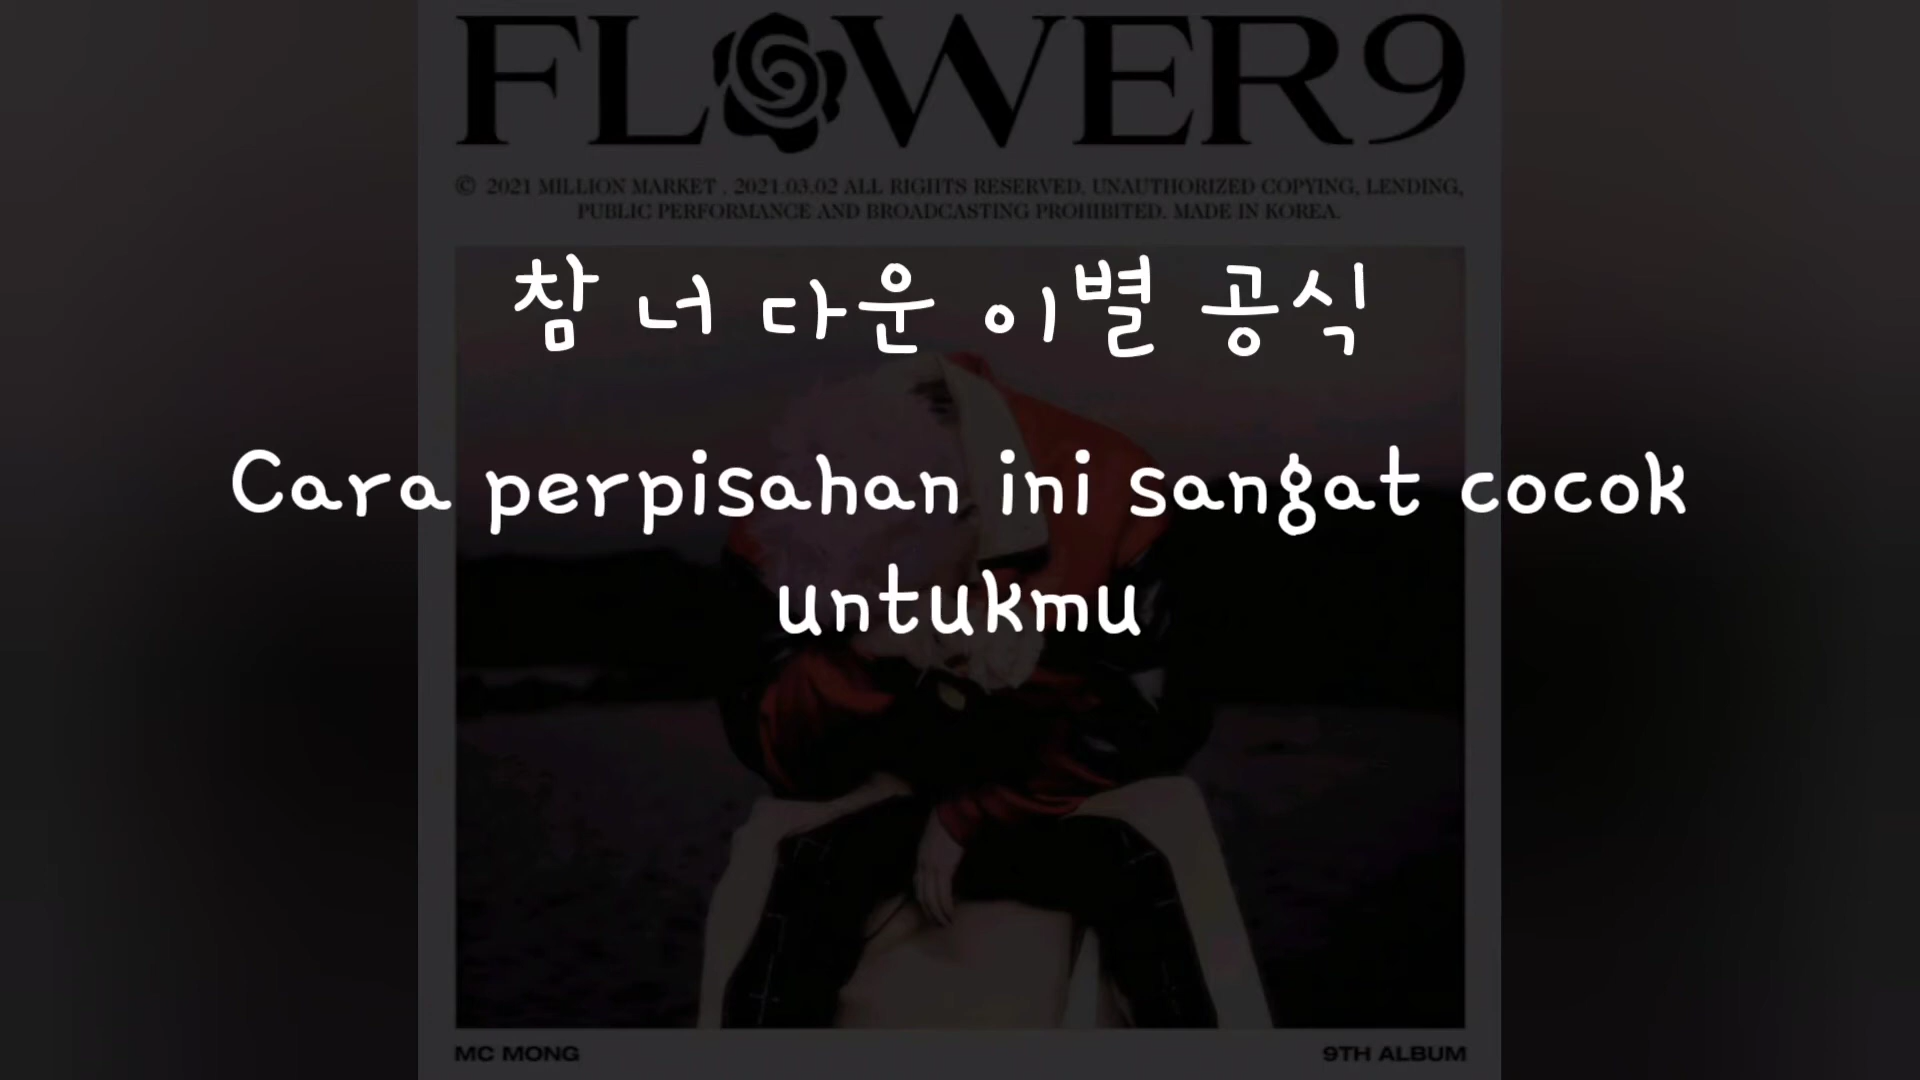 FLOWER9
© 2021 MILLION MARKET . 2021.03.02 ALL RIGHTS RESERVED. UNAUTHORIZED COPYING, LENDING,
PUBLIC PERFORMANCE AND BROADCASTING PROHIBITED. MADE IN KOREA.
참 너 다운 이별 공식
Cara perpisahan ini sangat cocok
untukmu
MC MONG
9TH ALBUM